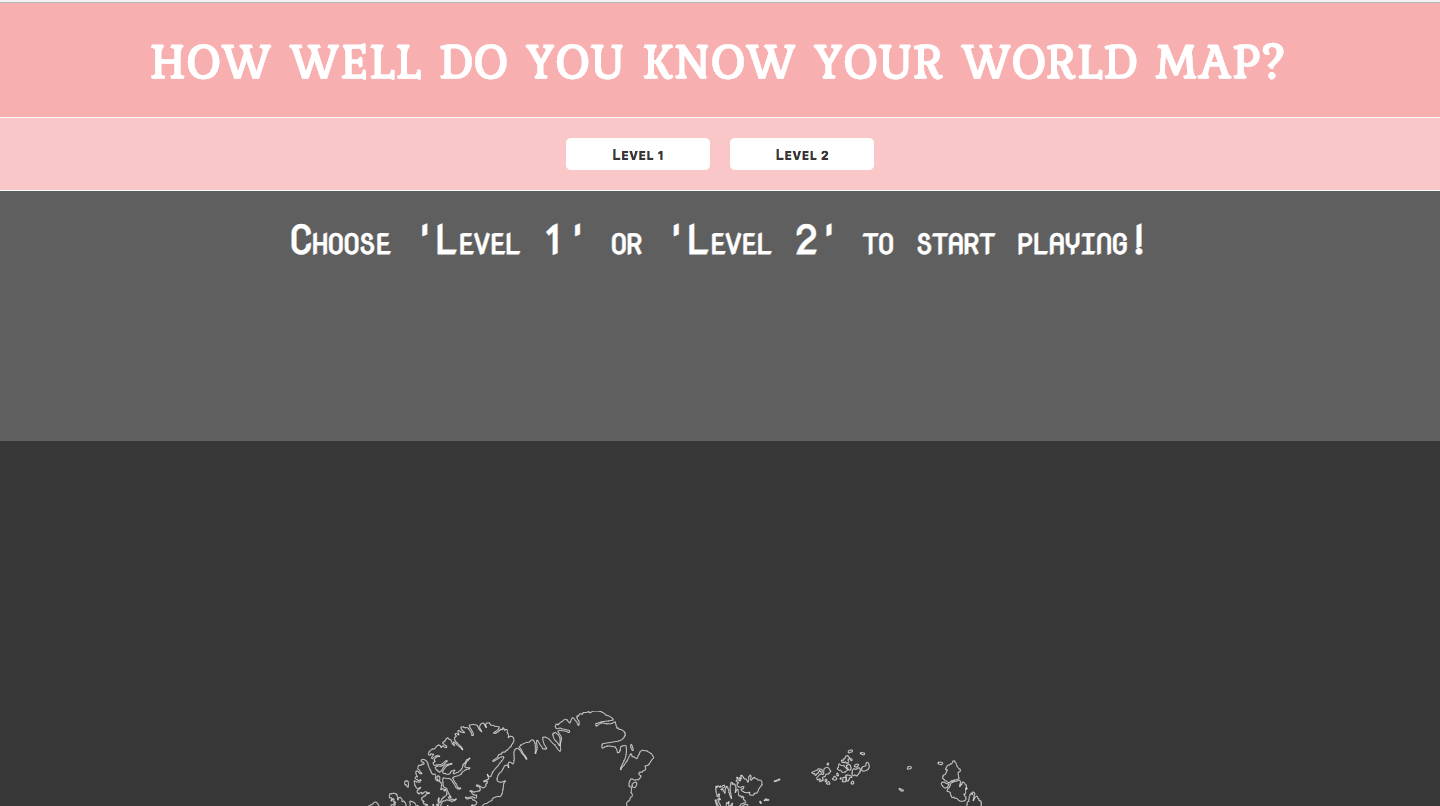 HOW WELL DO YOU KNOW YOUR WORLD MAP?
Level 1
Level 2
Choose 'Level 1' or 'Level 2' to start playing!